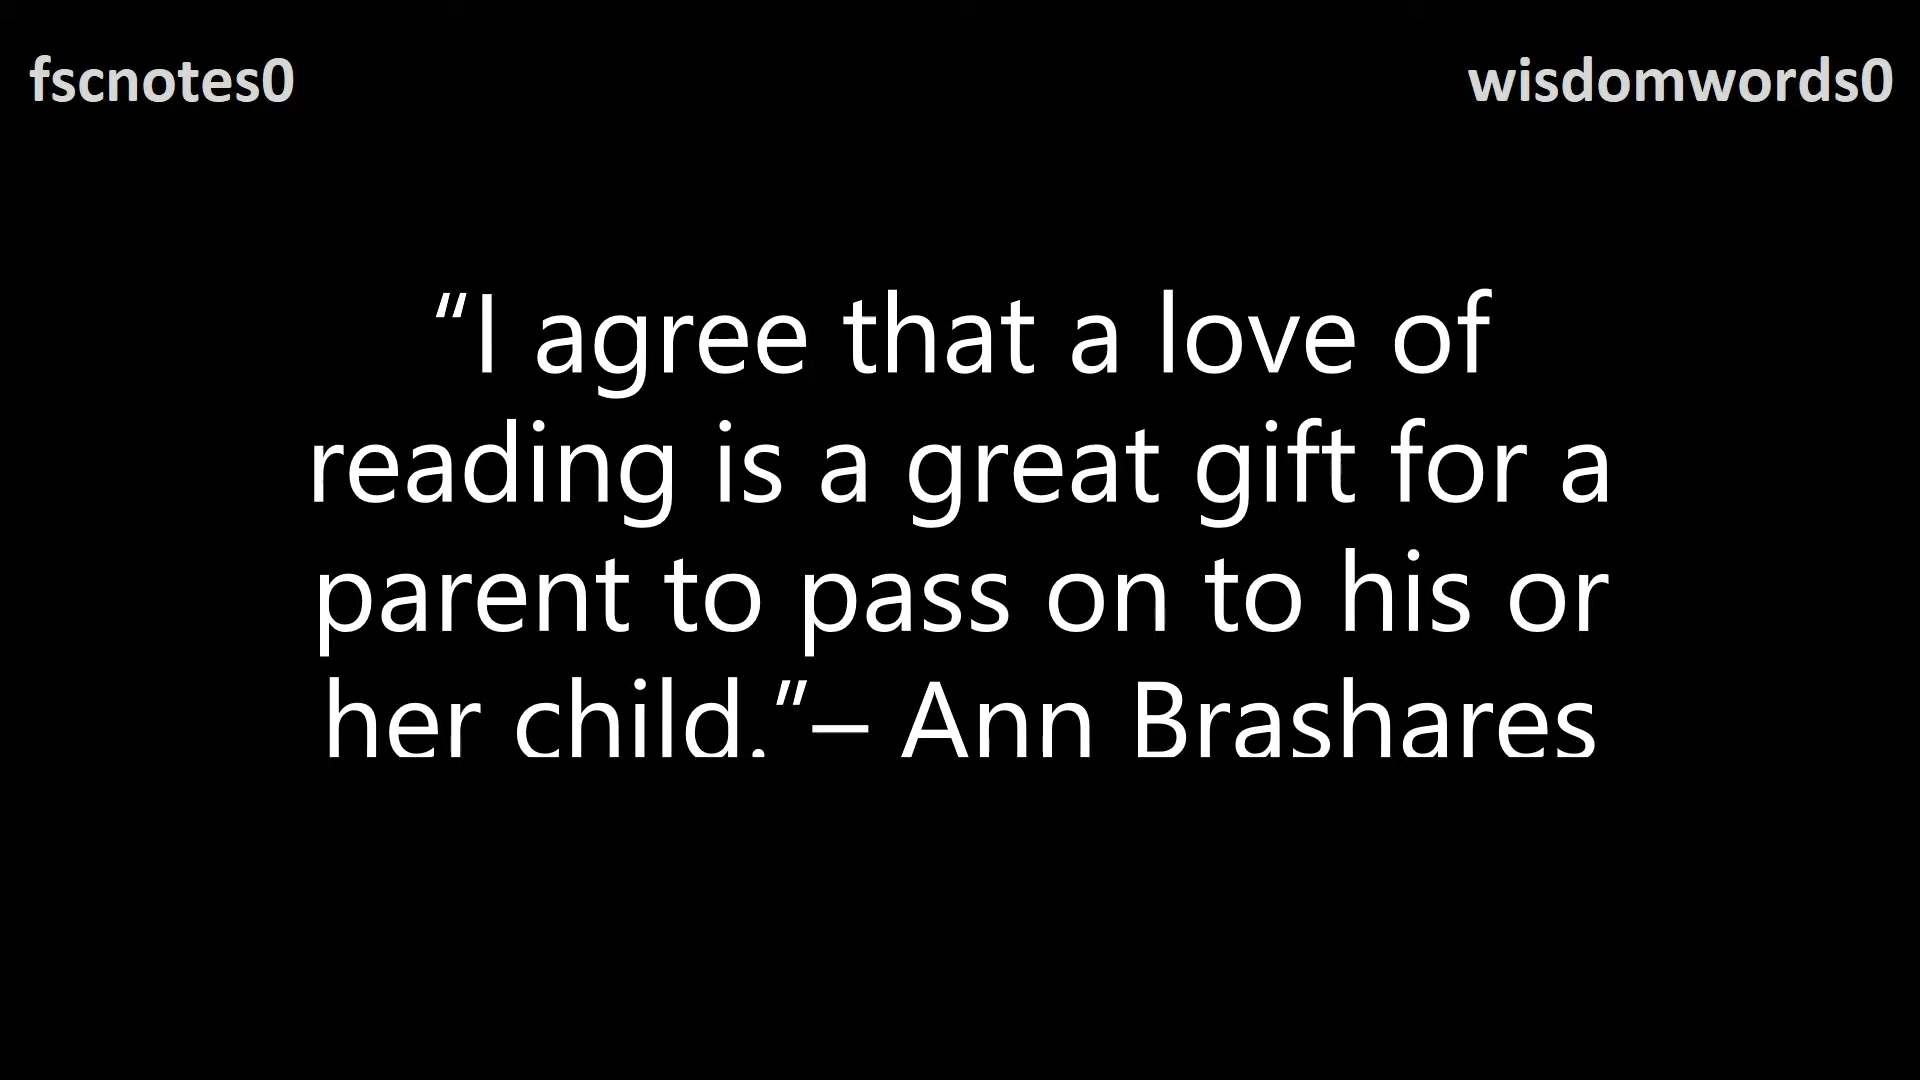 fscnotes0
wisdomwords0
“I agree that a love of
reading is a great gift for a
parent to pass on to his or
her child.”– Ann Brashares